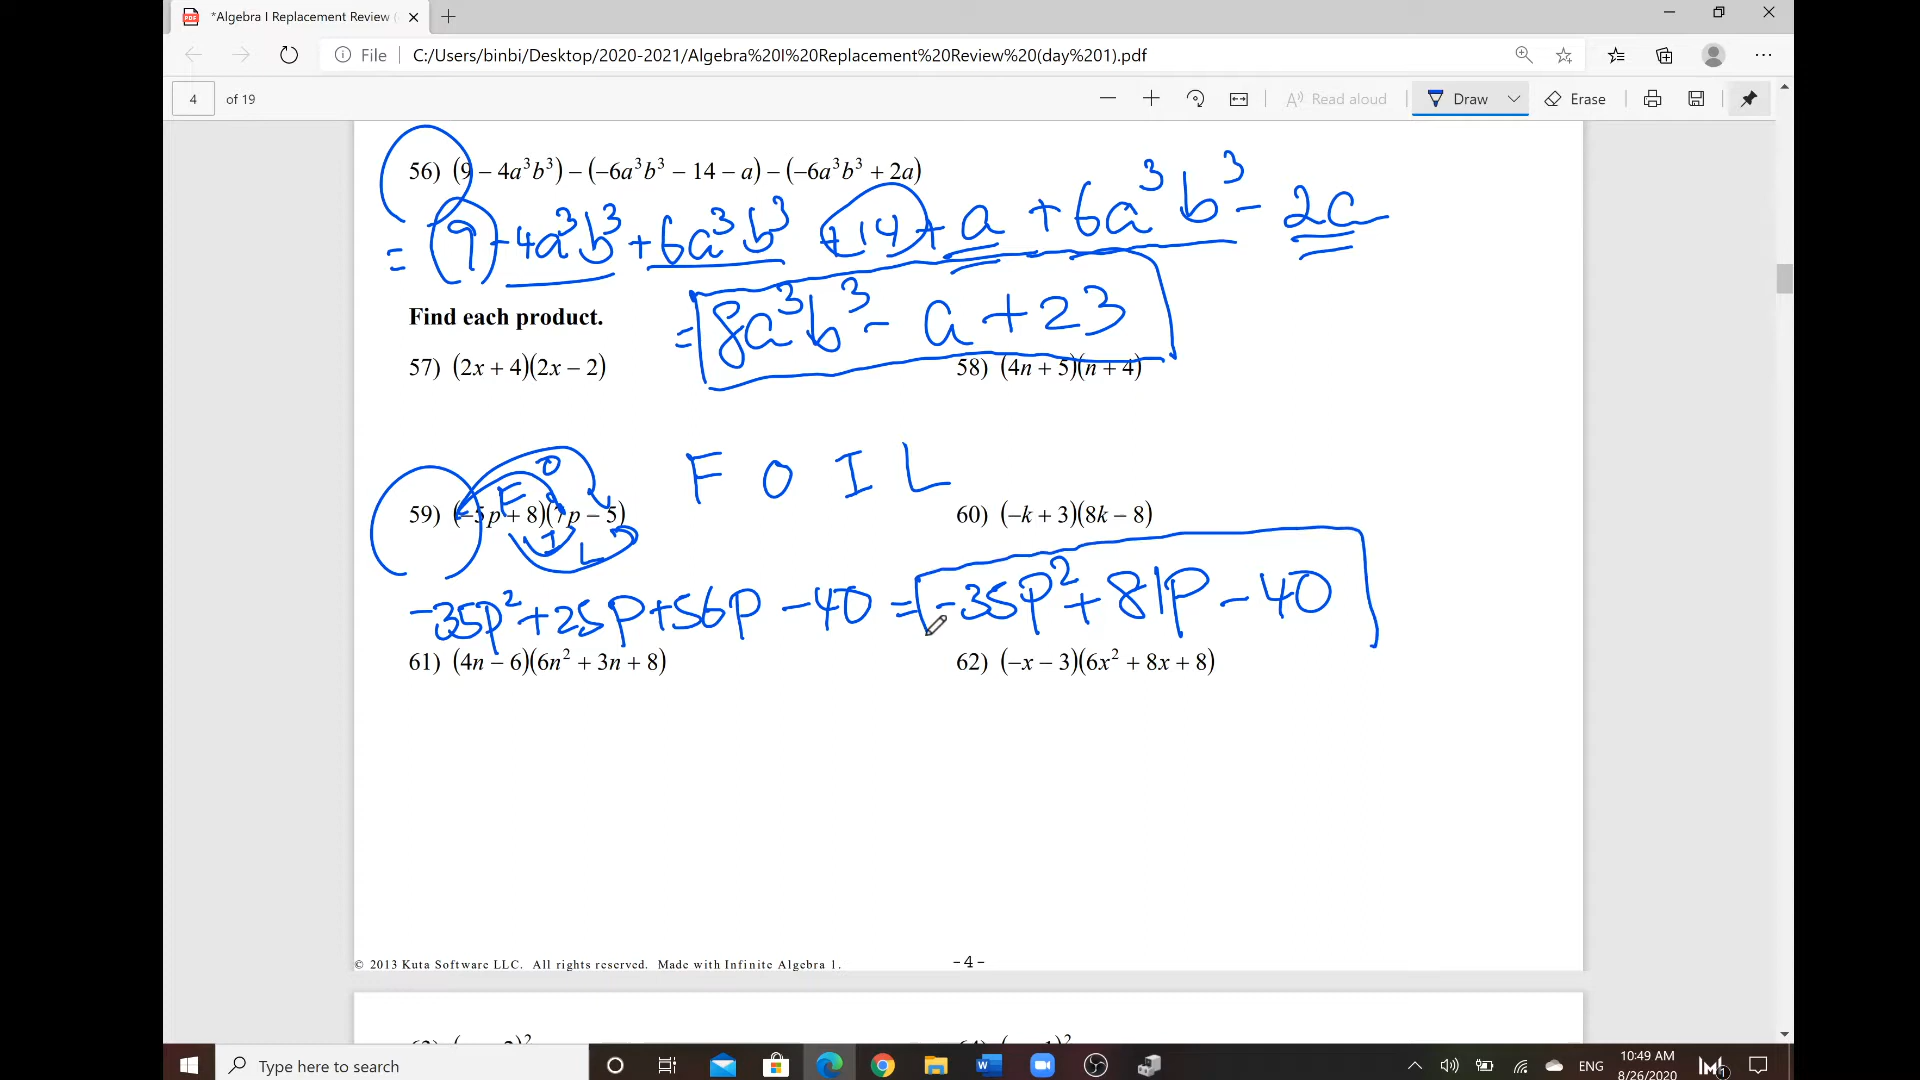 *Algebra I Replacement Review (
File C:/Users/binbi/Desktop/2020-2021/Algebra%20I%20Replacement%20Review%20(day%201).pdf
4 of 19 Read aloud Draw Erase
56) (9 − 4a³b³) − (−6a³b³ − 14 − a) − (−6a³b³ + 2a)
= 9 − 4a³b³ + 6a³b³ + 14 + a + 6a³b³ − 2a
Find each product.
= 8a³b³ − a + 23
57) (2x + 4)(2x − 2) 58) (4n + 5)(n + 4)
F O I L
O
F
59) (−5p + 8)(7p − 5) 60) (−k + 3)(8k − 8)
I L
−35p² + 25p + 56p − 40 = −35p² + 81p − 40
61) (4n − 6)(6n² + 3n + 8) 62) (−x − 3)(6x² + 8x + 8)
© 2013 Kuta Software LLC. All rights reserved. Made with Infinite Algebra 1. -4-
Type here to search ENG 10:49 AM
8/26/2020